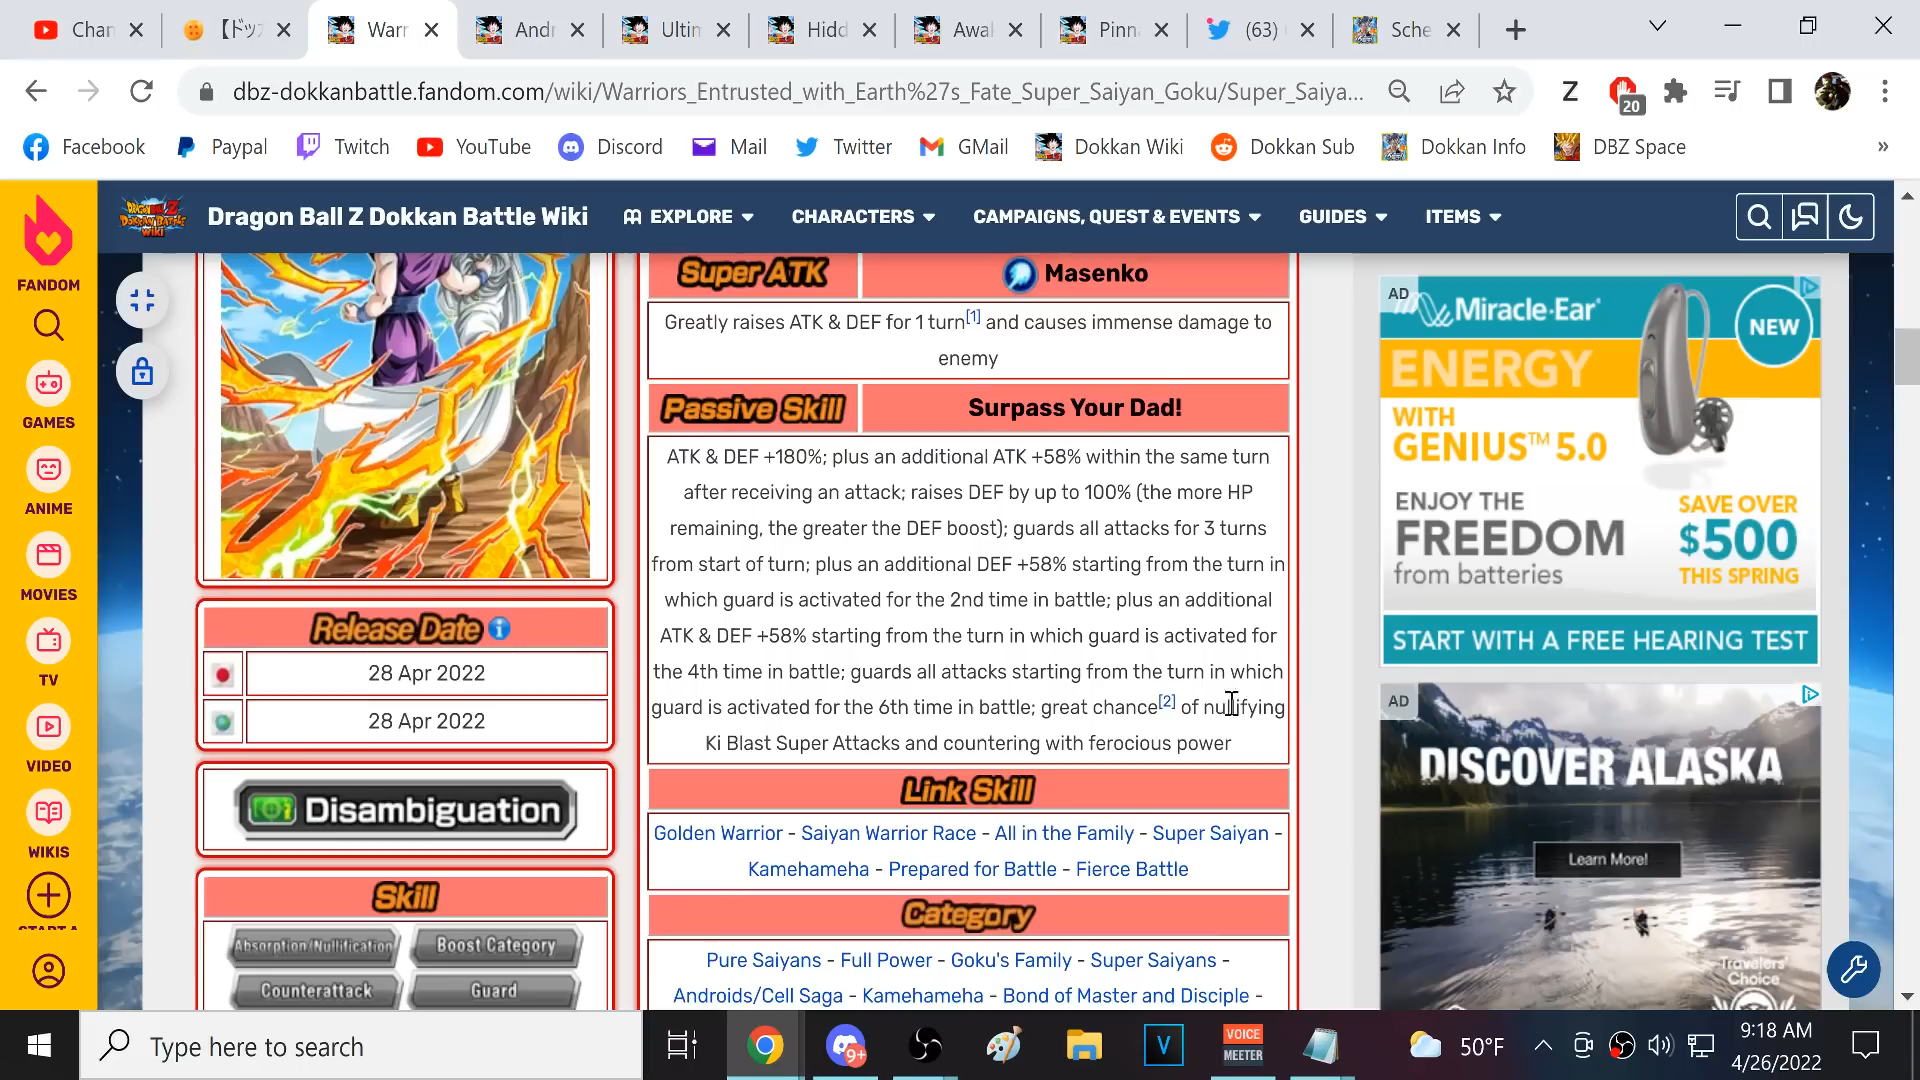 Chan
【ドッカ
Warr
Andr
Ultim
Hidd
Awak
Pinn
(63)
Sche
dbz-dokkanbattle.fandom.com/wiki/Warriors_Entrusted_with_Earth%27s_Fate_Super_Saiyan_Goku/Super_Saiya...
Z
20
Facebook
Paypal
Twitch
YouTube
Discord
Mail
Twitter
GMail
Dokkan Wiki
Dokkan Sub
Dokkan Info
DBZ Space
»
FANDOM
GAMES
ANIME
MOVIES
TV
VIDEO
WIKIS
START A
Dragon Ball Z Dokkan Battle Wiki
EXPLORE
CHARACTERS
CAMPAIGNS, QUEST & EVENTS
GUIDES
ITEMS
Super ATK
Masenko
Greatly raises ATK & DEF for 1 turn[1] and causes immense damage to
enemy
Passive Skill
Surpass Your Dad!
ATK & DEF +180%; plus an additional ATK +58% within the same turn
after receiving an attack; raises DEF by up to 100% (the more HP
remaining, the greater the DEF boost); guards all attacks for 3 turns
from start of turn; plus an additional DEF +58% starting from the turn in
which guard is activated for the 2nd time in battle; plus an additional
ATK & DEF +58% starting from the turn in which guard is activated for
the 4th time in battle; guards all attacks starting from the turn in which
guard is activated for the 6th time in battle; great chance[2] of nullifying
Ki Blast Super Attacks and countering with ferocious power
Link Skill
Golden Warrior - Saiyan Warrior Race - All in the Family - Super Saiyan -
Kamehameha - Prepared for Battle - Fierce Battle
Category
Pure Saiyans - Full Power - Goku's Family - Super Saiyans -
Androids/Cell Saga - Kamehameha - Bond of Master and Disciple -
Release Date
28 Apr 2022
28 Apr 2022
Disambiguation
Skill
Absorption/Nullification
Boost Category
Counterattack
Guard
AD
Miracle-Ear
NEW
ENERGY
WITH
GENIUS™ 5.0
ENJOY THE
FREEDOM
from batteries
SAVE OVER
$500
THIS SPRING
START WITH A FREE HEARING TEST
AD
DISCOVER ALASKA
Learn More!
Travelers'
Choice
Type here to search
9+
V
VOICE
MEETER
50°F
9:18 AM
4/26/2022